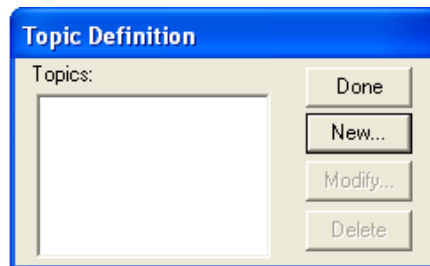 Topic Definition
Topics:
Done
New...
Modify...
Delete